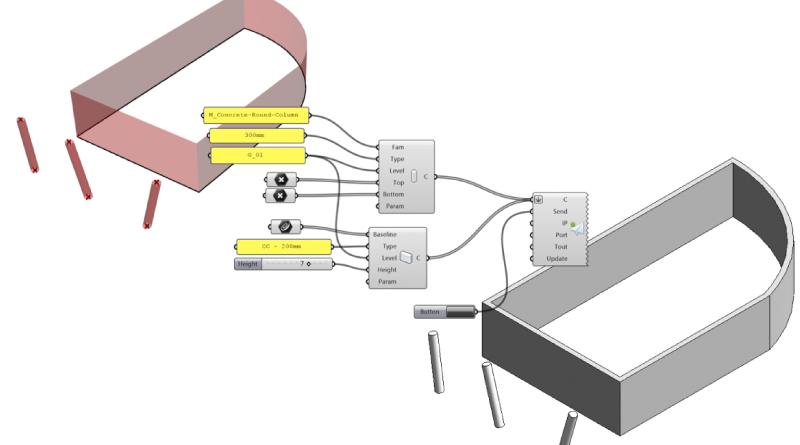 M_Concrete-Round-Column
300mm
G_01
Fam
Type
Level
Top
Bottom
Param
C
Baseline
Type
Level
Height
Param
C
CC - 200mm
Height
7
Button
C
Send
IP
Port
Tout
Update